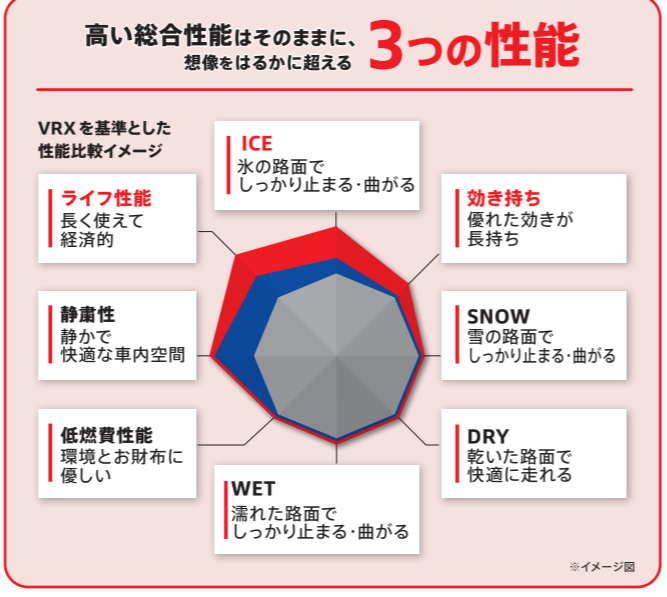 高い総合性能はそのままに、
想像をはるかに超える
3つの性能
VRXを基準とした
性能比較イメージ
ICE
氷の路面で
しっかり止まる・曲がる
ライフ性能
長く使えて
経済的
効き持ち
優れた効きが
長持ち
静粛性
静かで
快適な車内空間
SNOW
雪の路面で
しっかり止まる・曲がる
低燃費性能
環境とお財布に
優しい
DRY
乾いた路面で
快適に走れる
WET
濡れた路面で
しっかり止まる・曲がる
※イメージ図